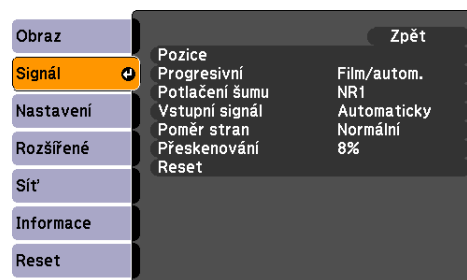 Obraz
Signál
Nastavení
Rozšířené
Síť
Informace
Reset
Zpět
Pozice
Progresivní Film/autom.
Potlačení šumu NR1
Vstupní signál Automaticky
Poměr stran Normální
Přeskenování 8%
Reset